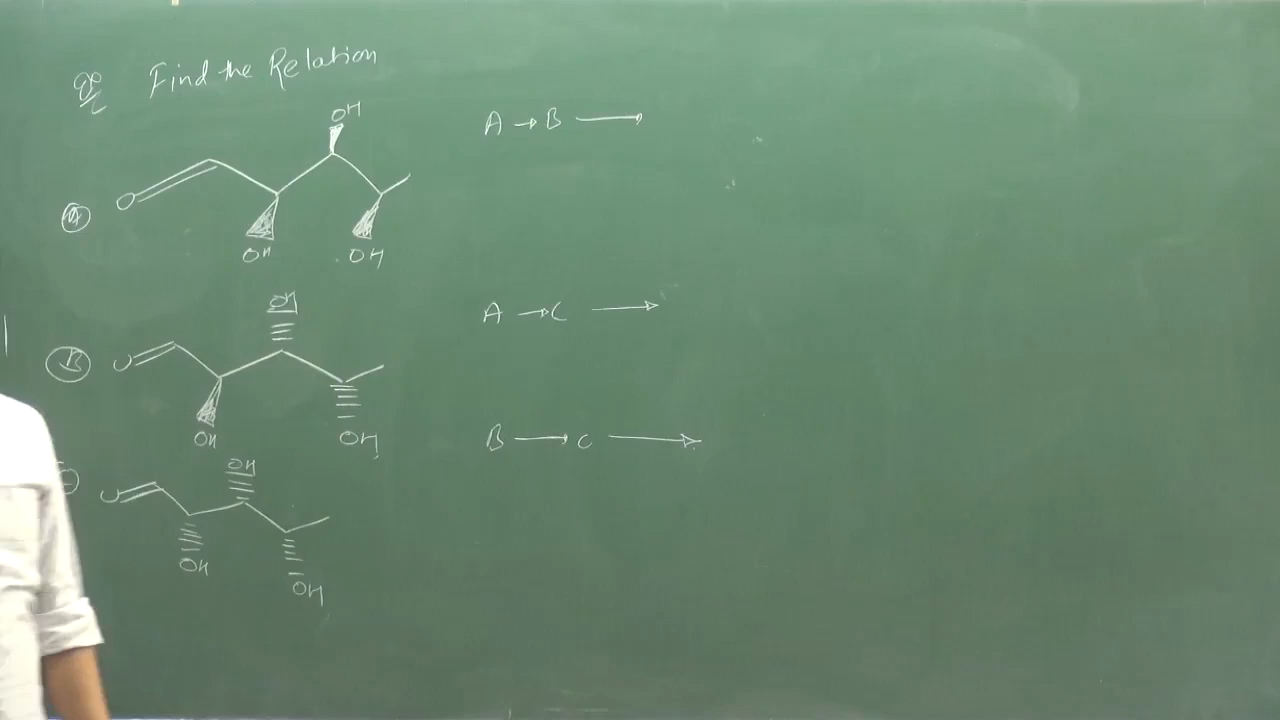 Q. Find the Relation
OH
A → B ⟶
O
(A)
OH OH
OH
A → C ⟶
(B) O
OH OH
B ⟶ C ⟶
OH
O
OH
OH